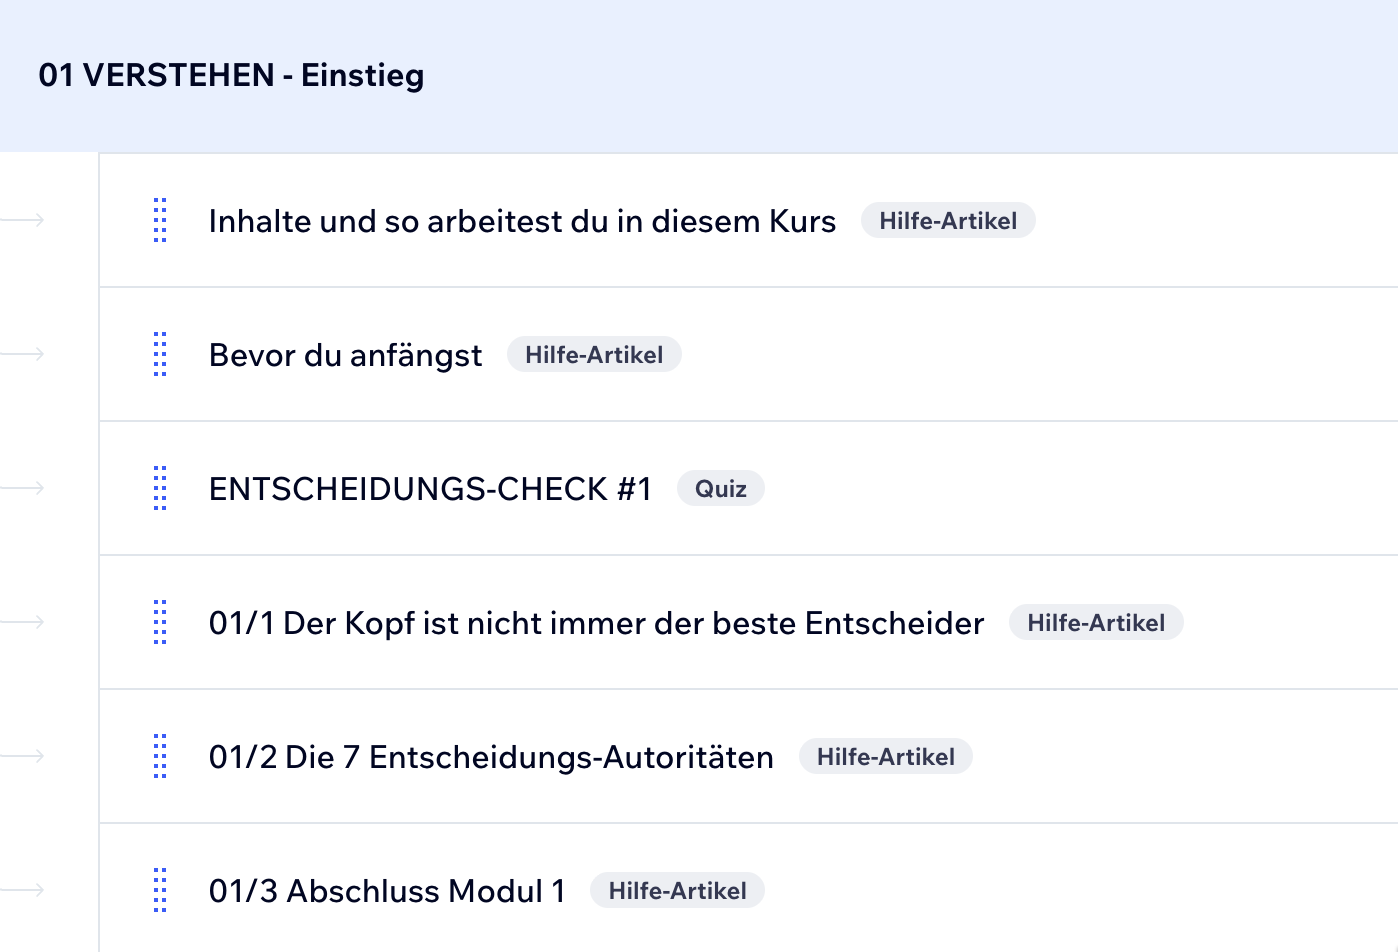 01 VERSTEHEN - Einstieg
Inhalte und so arbeitest du in diesem Kurs Hilfe-Artikel
Bevor du anfängst Hilfe-Artikel
ENTSCHEIDUNGS-CHECK #1 Quiz
01/1 Der Kopf ist nicht immer der beste Entscheider Hilfe-Artikel
01/2 Die 7 Entscheidungs-Autoritäten Hilfe-Artikel
01/3 Abschluss Modul 1 Hilfe-Artikel